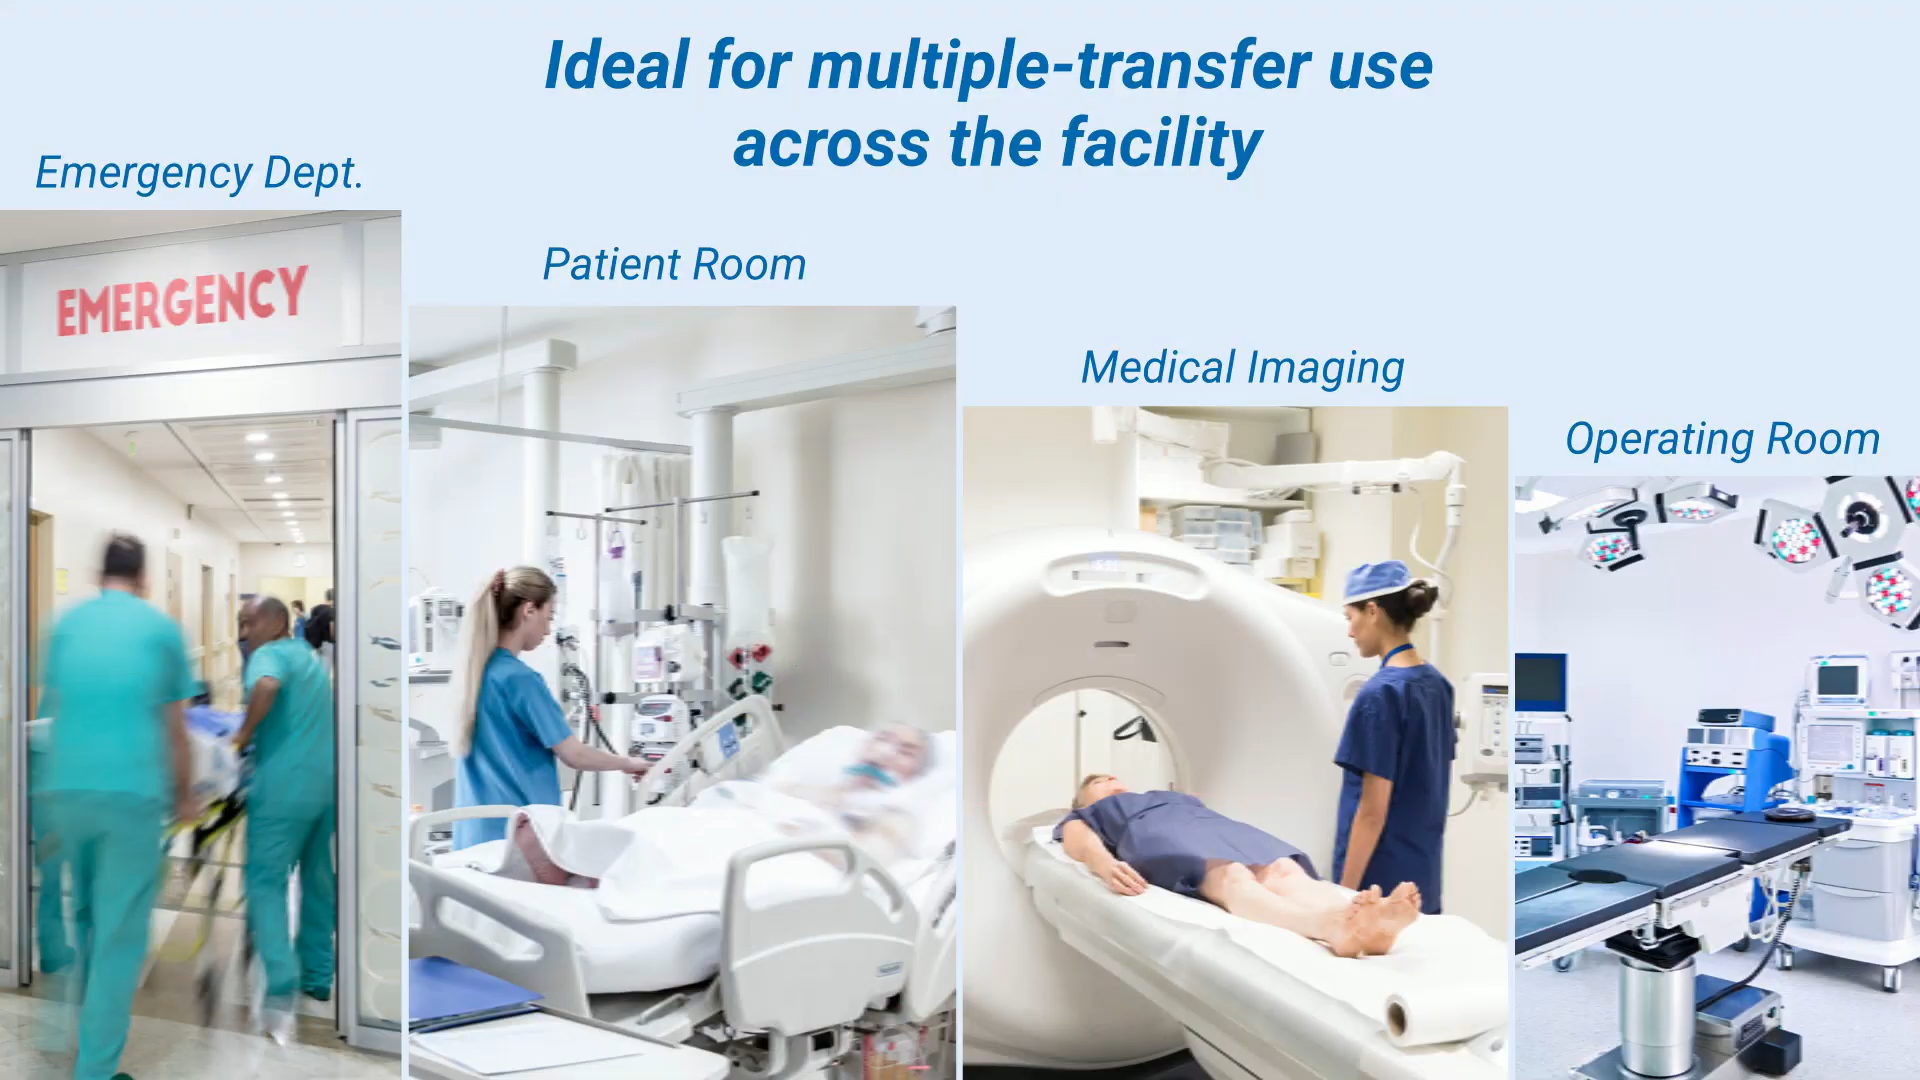 Ideal for multiple-transfer use
across the facility
Emergency Dept.
EMERGENCY
Patient Room
Medical Imaging
Operating Room